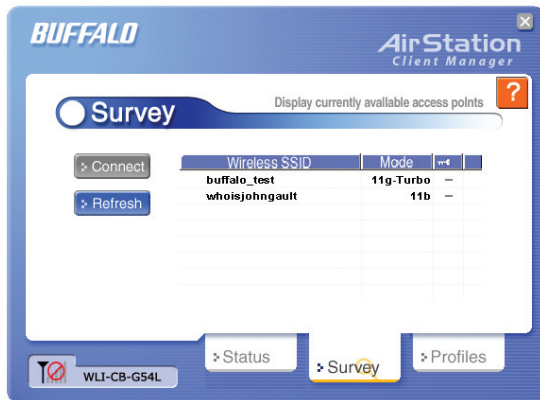 BUFFALO
AirStation
Client Manager
Survey
Display currently available access points
?
Connect
Refresh
Wireless SSID Mode
buffalo_test 11g-Turbo –
whoisjohngault 11b –
Status
Survey
Profiles
WLI-CB-G54L